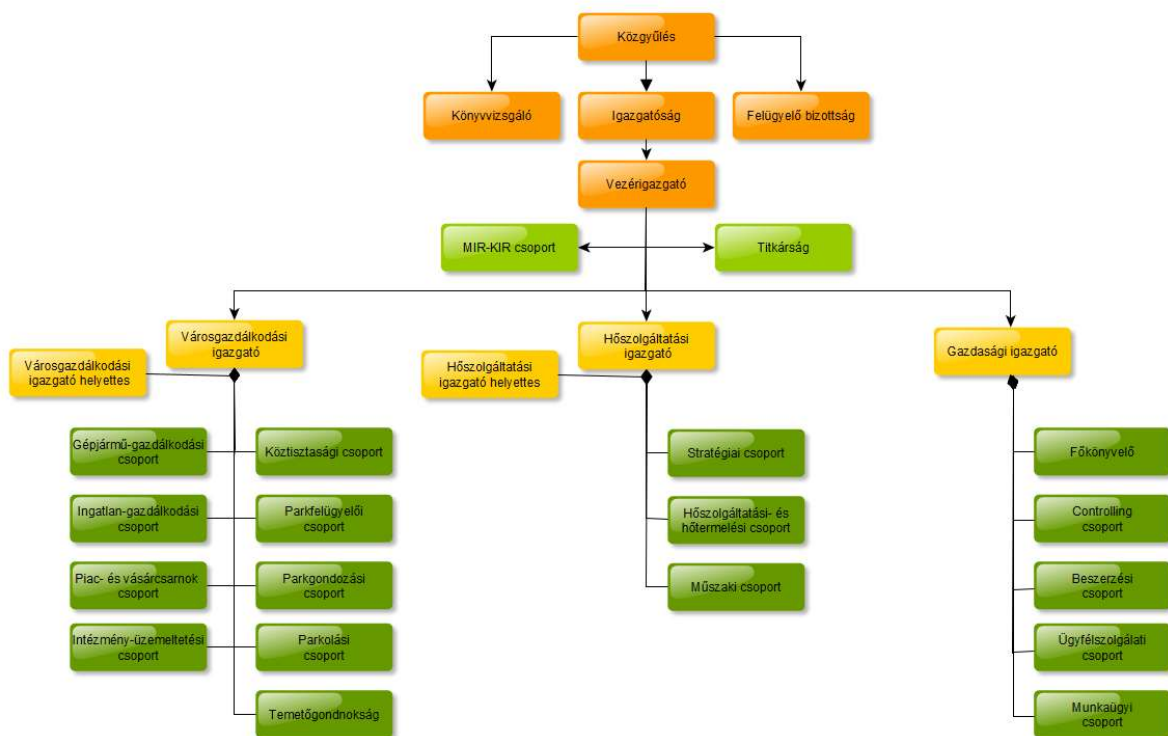 Közgyűlés
Könyvvizsgáló
Igazgatóság
Felügyelő bizottság
Vezérigazgató
MIR-KIR csoport
Titkárság
Városgazdálkodási
igazgató
Városgazdálkodási
igazgató helyettes
Gépjármű-gazdálkodási
csoport
Köztisztasági csoport
Ingatlan-gazdálkodási
csoport
Parkfelügyelői
csoport
Piac- és vásárcsarnok
csoport
Parkgondozási
csoport
Intézmény-üzemeltetési
csoport
Parkolási
csoport
Temetőgondnokság
Hőszolgáltatási
igazgató
Hőszolgáltatási
igazgató helyettes
Stratégiai csoport
Hőszolgáltatási- és
hőtermelési csoport
Műszaki csoport
Gazdasági igazgató
Főkönyvelő
Controlling
csoport
Beszerzési
csoport
Ügyfélszolgálati
csoport
Munkaügyi
csoport